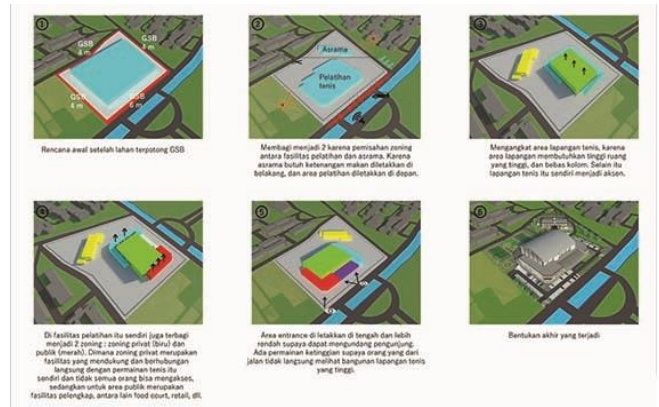 1
GSB
4 m
GSB
4 m
GSB
4 m
GSB
6 m
Rencana awal setelah lahan terpotong GSB
2
Asrama
Pelatihan
tenis
Membagi menjadi 2 karena pemisahan zoning
antara fasilitas pelatihan dan asrama. Karena
asrama butuh ketenangan makan diletakkan di
belakang, dan area pelatihan diletakkan di depan.
3
Mengangkat area lapangan tenis, karena
area lapangan membutuhkan tinggi ruang
yang tinggi, dan bebas kolom. Selain itu
lapangan tenis itu sendiri menjadi aksen.
4
Di fasilitas pelatihan itu sendiri juga terbagi
menjadi 2 zoning : zoning privat (biru) dan
publik (merah). Dimana zoning privat merupakan
fasilitas yang mendukung dan berhubungan
langsung dengan permainan tenis itu
sendiri dan tidak semua orang bisa mengakses,
sedangkan untuk area publik merupakan
fasilitas pelengkap, antara lain food court, retail, dll.
5
Area entrance di letakkan di tengah dan lebih
rendah supaya dapat mengundang pengunjung.
Ada permainan ketinggian supaya orang yang dari
jalan tidak langsung melihat bangunan lapangan tenis
yang tinggi.
6
Bentukan akhir yang terjadi